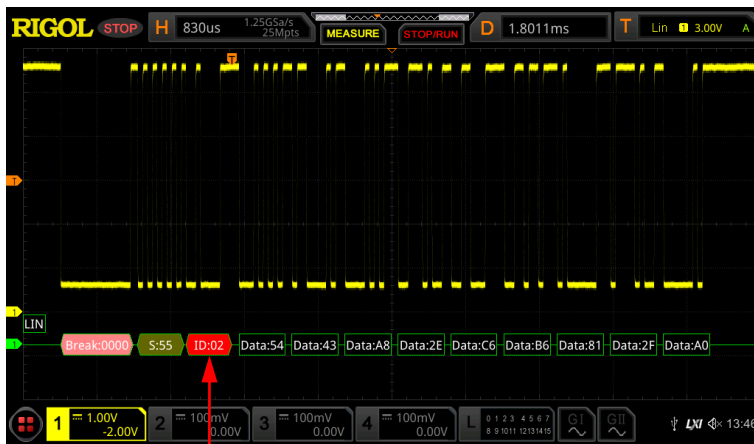 RIGOL STOP H 830us 1.25GSa/s 25Mpts MEASURE STOP/RUN D 1.8011ms T Lin 1 3.00V A
T
T
1
LIN
1 Break:0000 S:55 ID:02 Data:54 Data:43 Data:A8 Data:2E Data:C6 Data:B6 Data:81 Data:2F Data:A0
1 1.00V -2.00V 2 100mV 0.00V 3 100mV 0.00V 4 100mV 0.00V L 0 1 2 3 4 5 6 7 8 9 10 11 12 13 14 15 GI GII LXI 13:40